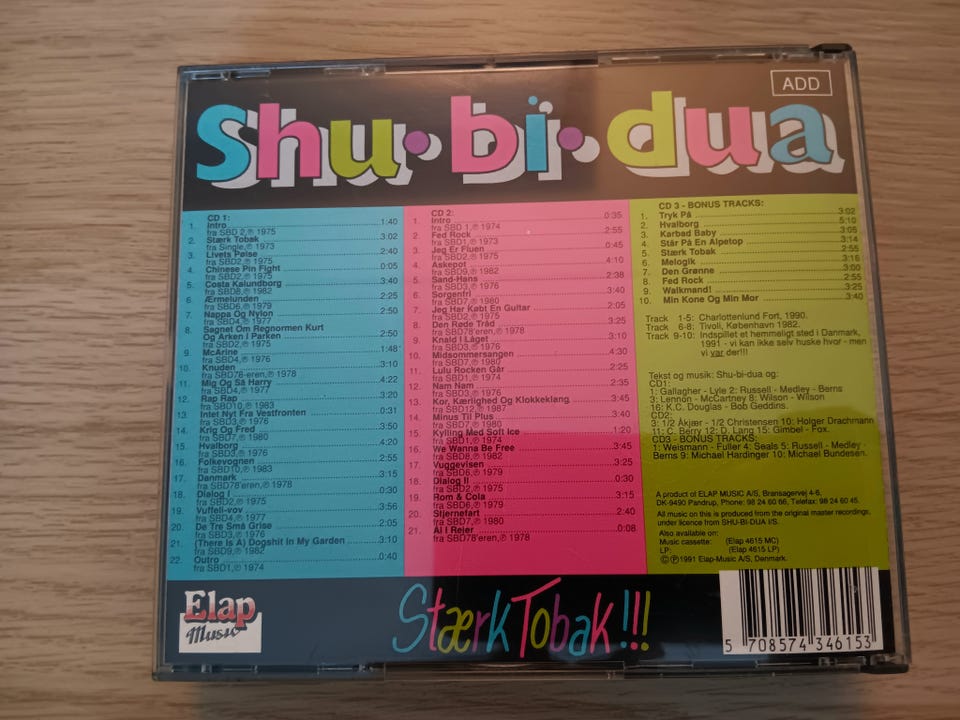 ADD
Shu·bi·dua
CD 1:
1. Intro 1:40
fra SBD 2,℗ 1975
2. Stærk Tobak 3:02
fra Single,℗ 1973
3. Livets Pølse 2:40
fra SBD2,℗ 1975
4. Chinese Pin Fight 0:05
fra SBD2,℗ 1975
5. Costa Kalundborg 3:40
fra SBD8,℗ 1982
6. Ærmelunden 2:25
fra SBD6,℗ 1979
7. Nappa Og Nylon 2:50
fra SBD4,℗ 1977
8. Søgnet Om Regnormen Kurt
Og Arken I Parken 2:50
fra SBD2,℗ 1975
9. McArine 1:48
fra SBD4,℗ 1976
10. Knuden 3:10
fra SBD78-eren,℗ 1978
11. Mig Og Så Harry 4:22
fra SBD4,℗ 1977
12. Rap Rap 3:20
fra SBD10,℗ 1983
13. Intet Nyt Fra Vestfronten 0:31
fra SBD3,℗ 1976
14. Krig Og Fred 3:50
fra SBD7,℗ 1980
15. Hvalborg 4:20
fra SBD3,℗ 1976
16. Folkevognen 2:55
fra SBD10,℗ 1983
17. Danmark 3:15
fra SBD78'eren,℗ 1978
18. Dialog I 0:30
fra SBD2,℗ 1975
19. Vuffeli-vov 3:56
fra SBD4,℗ 1977
20. De Tre Små Grise 2:05
fra SBD3,℗ 1976
21. (There Is A) Dogshit In My Garden 3:10
fra SBD9,℗ 1982
22. Outro 0:40
fra SBD1,℗ 1974
CD 2:
1. Intro 0:35
fra SBD 1,℗ 1974
2. Fed Rock 2:55
fra SBD1,℗ 1973
3. Jeg Er Fluen 0:45
fra SBD2,℗ 1975
4. Askepot 4:10
fra SBD9,℗ 1982
5. Sand-Hans 2:38
fra SBD3,℗ 1976
6. Sorgenfri 3:40
fra SBD7,℗ 1980
7. Jeg Har Købt En Guitar 2:05
fra SBD2,℗ 1975
8. Den Røde Tråd 3:25
fra SBD78'eren,℗ 1978
9. Knald I Låget 3:10
fra SBD3,℗ 1976
10. Midsommersangen 4:30
fra SBD7,℗ 1980
11. Lulu Rocken Går 2:25
fra SBD1,℗ 1974
12. Nam Nam 2:35
fra SBD3,℗ 1976
13. Kor, Kærlighed Og Klokkeklang 3:45
fra SBD12,℗ 1987
14. Minus Til Plus 3:40
fra SBD7,℗ 1980
15. Kylling Med Soft Ice 1:20
fra SBD1,℗ 1974
16. We Wanna Be Free 3:45
fra SBD8,℗ 1982
17. Vuggevisen 3:25
fra SBD6,℗ 1979
18. Dialog II 0:30
fra SBD2,℗ 1975
19. Rom & Cola 3:15
fra SBD6,℗ 1979
20. Stjernefart 2:40
fra SBD7,℗ 1980
21. Al I Rejer 0:08
fra SBD78'eren,℗ 1978
CD 3 - BONUS TRACKS:
1. Tryk På 3:02
2. Hvalborg 5:10
3. Karbad Baby 3:05
4. Står På En Alpetop 3:14
5. Stærk Tobak 2:55
6. Melogik 3:16
7. Den Grønne 3:00
8. Fed Rock 2:55
9. Walkmand! 3:25
10. Min Kone Og Min Mor 3:40
Track 1-5: Charlottenlund Fort, 1990.
Track 6-8: Tivoli, København 1982.
Track 9-10: Indspillet et hemmeligt sted i Danmark,
1991 - vi kan ikke selv huske hvor - men
vi var der!!!
Tekst og musik: Shu-bi-dua og:
CD1:
1: Gallagher - Lyle 2: Russell - Medley - Berns
3: Lennon - McCartney 8: Wilson - Wilson
16: K.C. Douglas - Bob Geddins.
CD2:
3: 1/2 Åkjær - 1/2 Christensen 10: Holger Drachmann
11: C. Berry 12: D. Lang 15: Gimbel - Fox.
CD3 - BONUS TRACKS:
1: Weismann - Fuller 4: Seals 5: Russell - Medley -
Berns 9: Michael Hardinger 10: Michael Bundesen.
A product of ELAP MUSIC A/S, Bransagervej 4-6,
DK-9490 Pandrup, Phone: 98 24 60 66, Telefax: 98 24 60 45.
All music on this is produced from the original master recordings,
under licence from SHU-BI-DUA I/S.
Also available on:
Music cassette: (Elap 4615 MC)
LP: (Elap 4615 LP)
©℗1991 Elap-Music A/S, Denmark.
Elap
Music
Stærk Tobak!!!
5 708574 346153